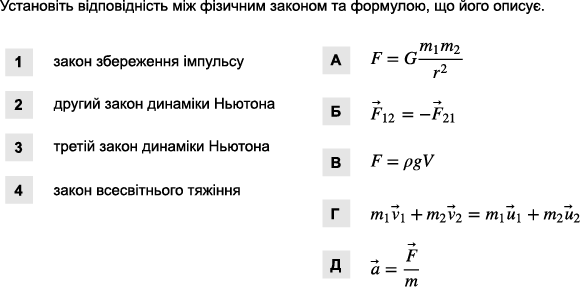 Установіть відповідність між фізичним законом та формулою, що його описує.
1 закон збереження імпульсу
2 другий закон динаміки Ньютона
3 третій закон динаміки Ньютона
4 закон всесвітнього тяжіння
А F = G m₁m₂ / r²
Б F⃗₁₂ = −F⃗₂₁
В F = ρgV
Г m₁v⃗₁ + m₂v⃗₂ = m₁u⃗₁ + m₂u⃗₂
Д a⃗ = F⃗ / m